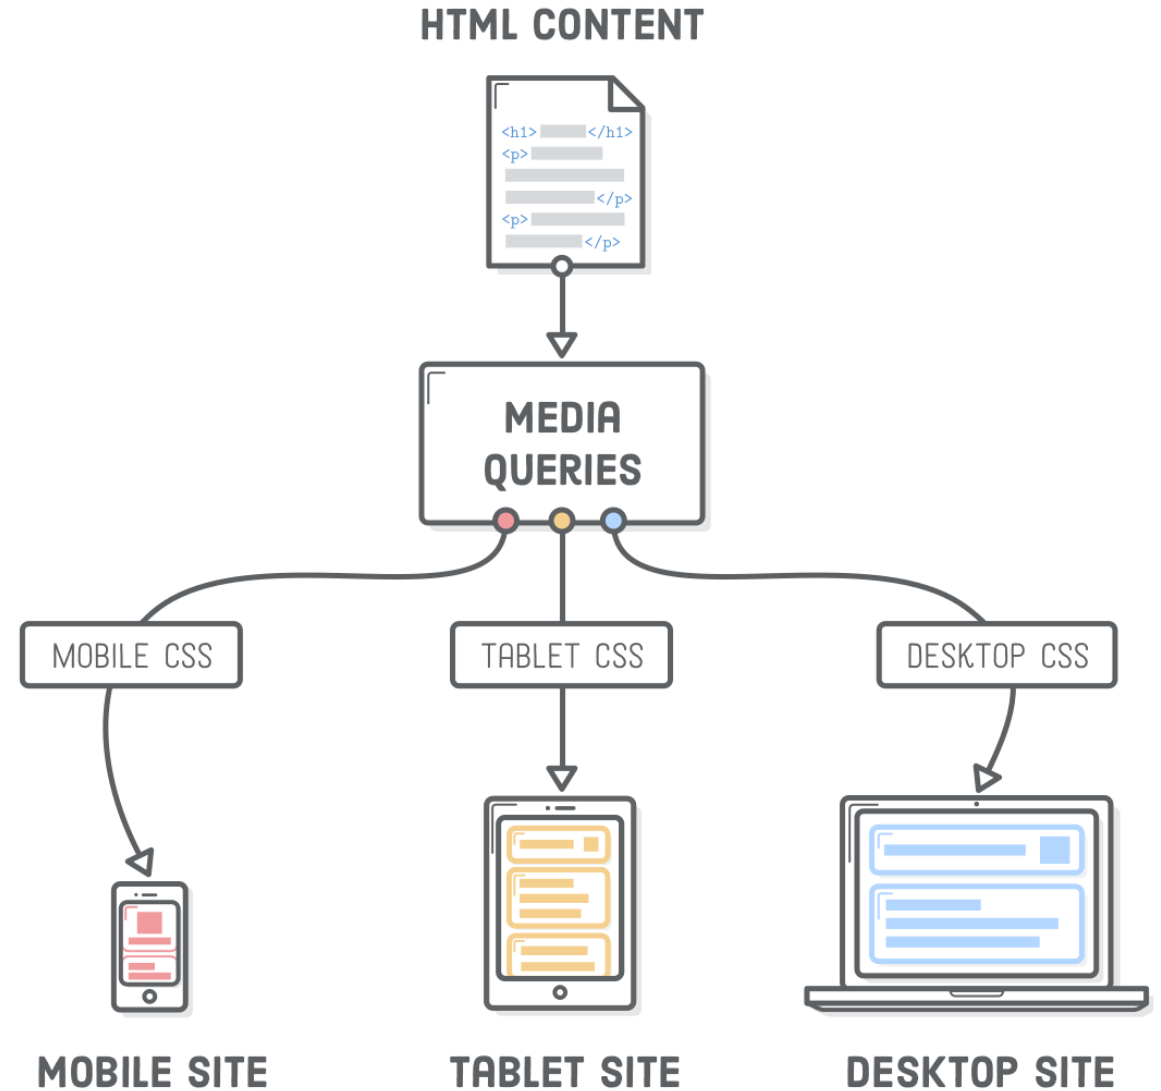 HTML CONTENT
<h1> </h1>
<p>
</p>
<p>
</p>
MEDIA
QUERIES
MOBILE CSS
TABLET CSS
DESKTOP CSS
MOBILE SITE
TABLET SITE
DESKTOP SITE